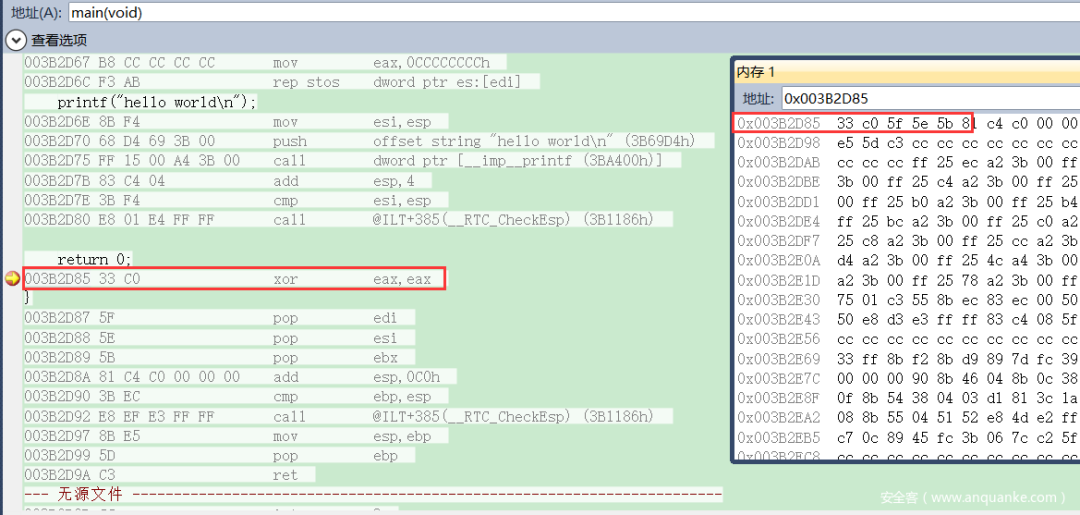 地址(A): main(void)
查看选项
003B2D67 B8 CC CC CC CC mov eax,0CCCCCCCCh
003B2D6C F3 AB rep stos dword ptr es:[edi]
printf("hello world\n");
003B2D6E 8B F4 mov esi,esp
003B2D70 68 D4 69 3B 00 push offset string "hello world\n" (3B69D4h)
003B2D75 FF 15 00 A4 3B 00 call dword ptr [__imp__printf (3BA400h)]
003B2D7B 83 C4 04 add esp,4
003B2D7E 3B F4 cmp esi,esp
003B2D80 E8 01 E4 FF FF call @ILT+385(__RTC_CheckEsp) (3B1186h)
return 0;
003B2D85 33 C0 xor eax,eax
}
003B2D87 5F pop edi
003B2D88 5E pop esi
003B2D89 5B pop ebx
003B2D8A 81 C4 C0 00 00 00 add esp,0C0h
003B2D90 3B EC cmp ebp,esp
003B2D92 E8 EF E3 FF FF call @ILT+385(__RTC_CheckEsp) (3B1186h)
003B2D97 8B E5 mov esp,ebp
003B2D99 5D pop ebp
003B2D9A C3 ret
--- 无源文件 ---------------------------------------------------------------------
内存 1
地址: 0x003B2D85
0x003B2D85 33 c0 5f 5e 5b 81 c4 c0 00 00
0x003B2D98 e5 5d c3 cc cc cc cc cc cc cc
0x003B2DAB cc cc cc ff 25 ec a2 3b 00 ff
0x003B2DBE 3b 00 ff 25 c4 a2 3b 00 ff 25
0x003B2DD1 00 ff 25 b0 a2 3b 00 ff 25 b4
0x003B2DE4 ff 25 bc a2 3b 00 ff 25 c0 a2
0x003B2DF7 25 c8 a2 3b 00 ff 25 cc a2 3b
0x003B2E0A d4 a2 3b 00 ff 25 4c a4 3b 00
0x003B2E1D a2 3b 00 ff 25 78 a2 3b 00 ff
0x003B2E30 75 01 c3 55 8b ec 83 ec 00 50
0x003B2E43 50 e8 d3 e3 ff ff 83 c4 08 5f
0x003B2E56 cc cc cc cc cc cc cc cc cc cc
0x003B2E69 33 ff 8b f2 8b d9 89 7d fc 39
0x003B2E7C 00 00 00 90 8b 46 04 8b 0c 38
0x003B2E8F 0f 8b 54 38 04 03 d1 81 3c 1a
0x003B2EA2 08 8b 55 04 51 52 e8 4d e2 ff
0x003B2EB5 c7 0c 89 45 fc 3b 06 7c c2 5f
0x003B2EC8 cc cc cc cc cc cc cc cc cc cc
安全客（www.anquanke.com）